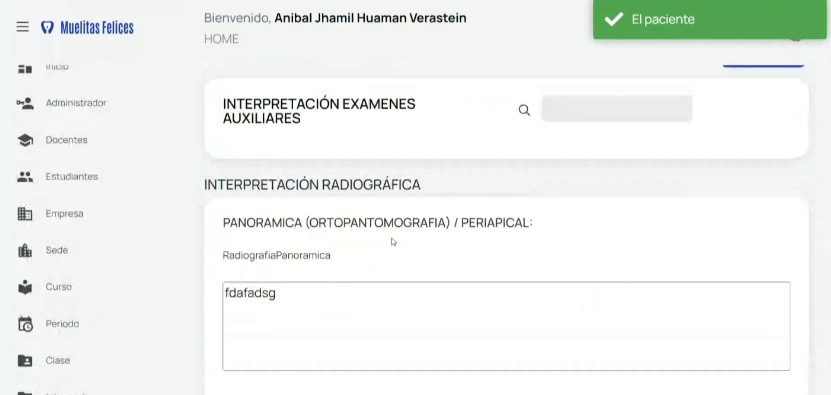 Muelitas Felices
Bienvenido, Anibal Jhamil Huaman Verastein
HOME
El paciente
Inicio
Administrador
Docentes
Estudiantes
Empresa
Sede
Curso
Periodo
Clase
INTERPRETACIÓN EXAMENES
AUXILIARES
INTERPRETACIÓN RADIOGRÁFICA
PANORAMICA (ORTOPANTOMOGRAFIA) / PERIAPICAL:
RadiografiaPanoramica
fdafadsg